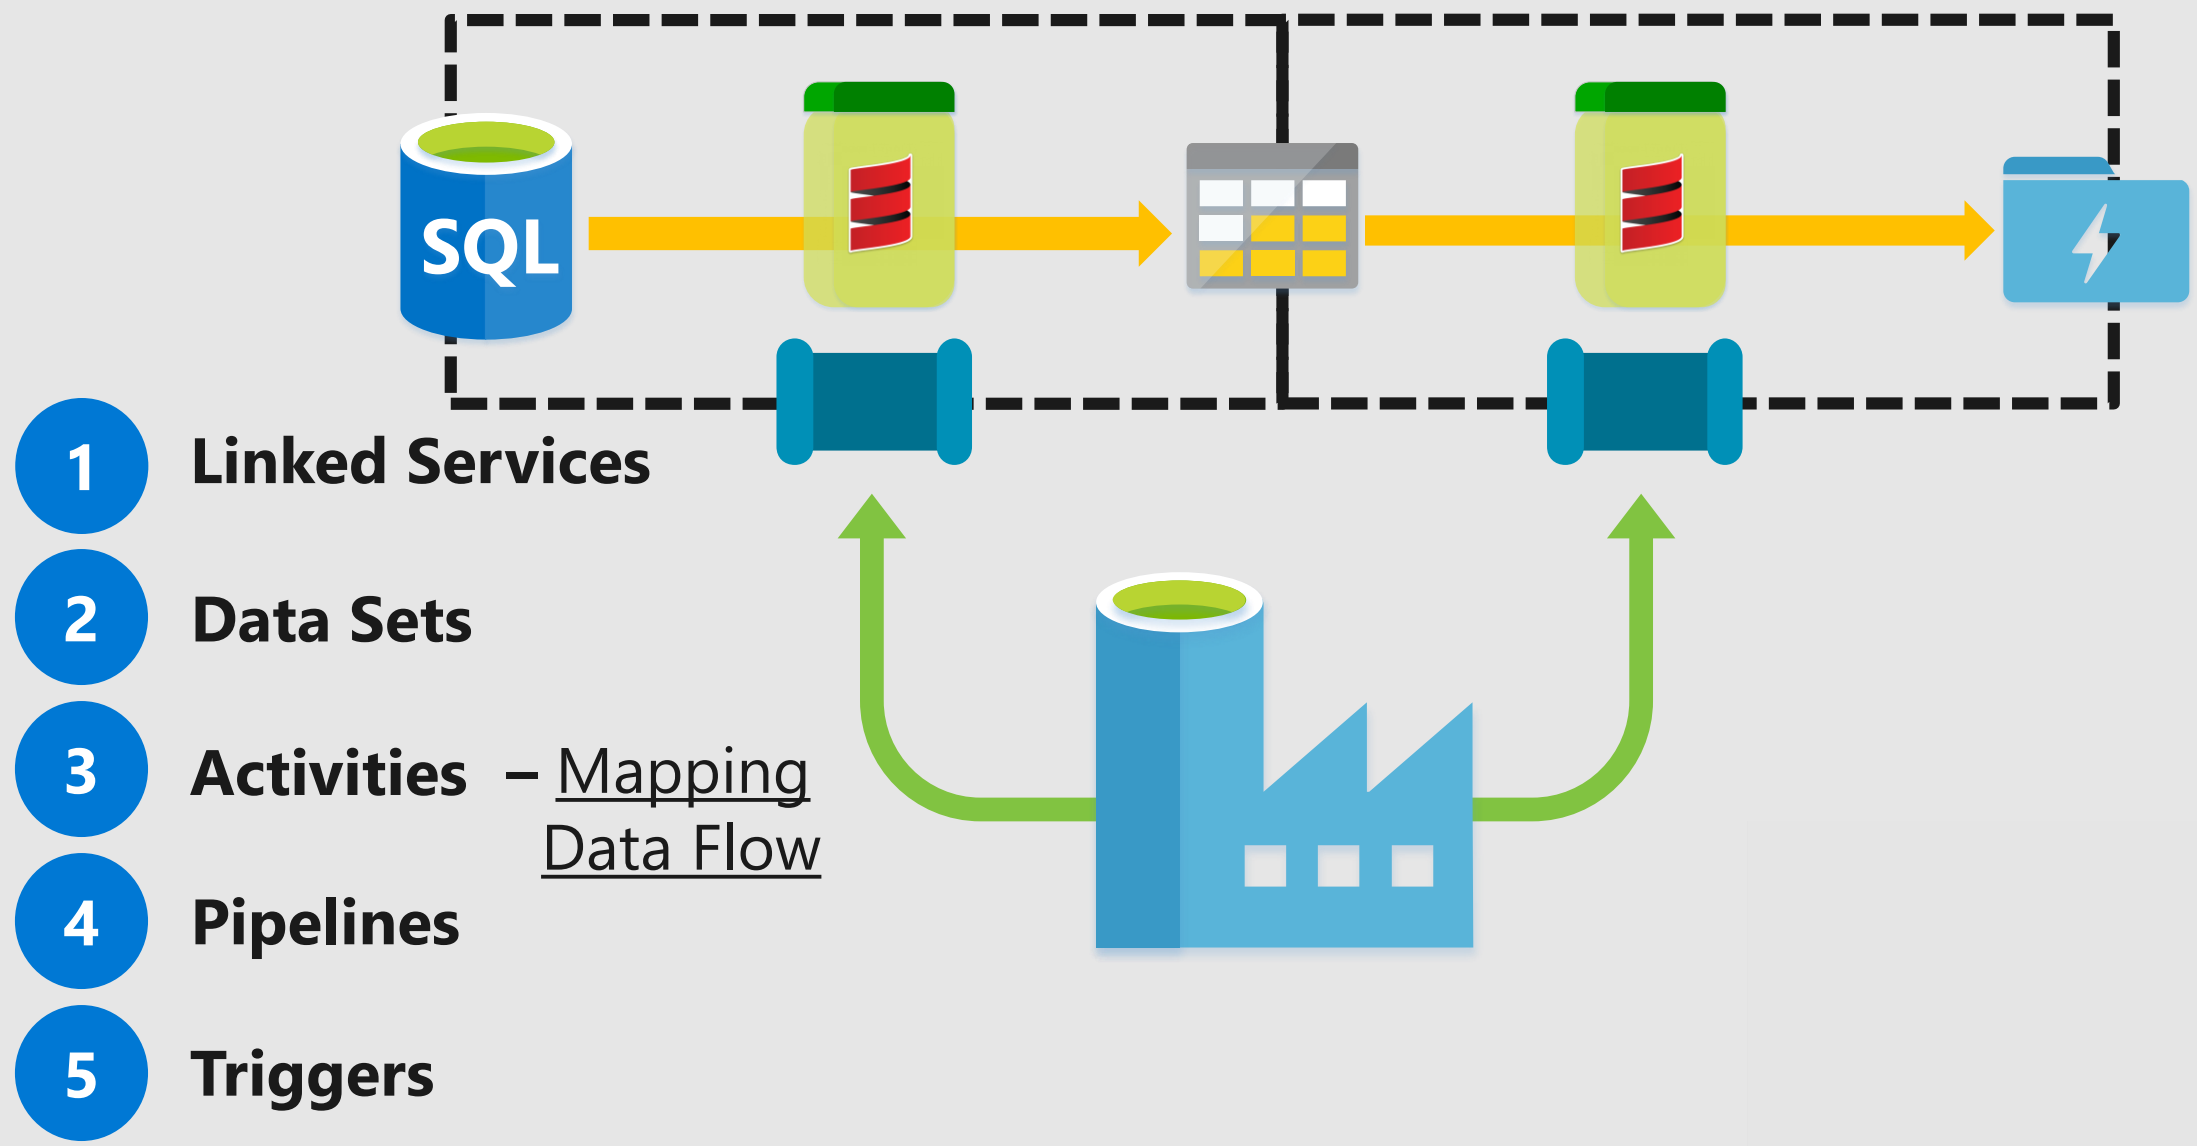 SQL
1 Linked Services
2 Data Sets
3 Activities – Mapping
Data Flow
4 Pipelines
5 Triggers